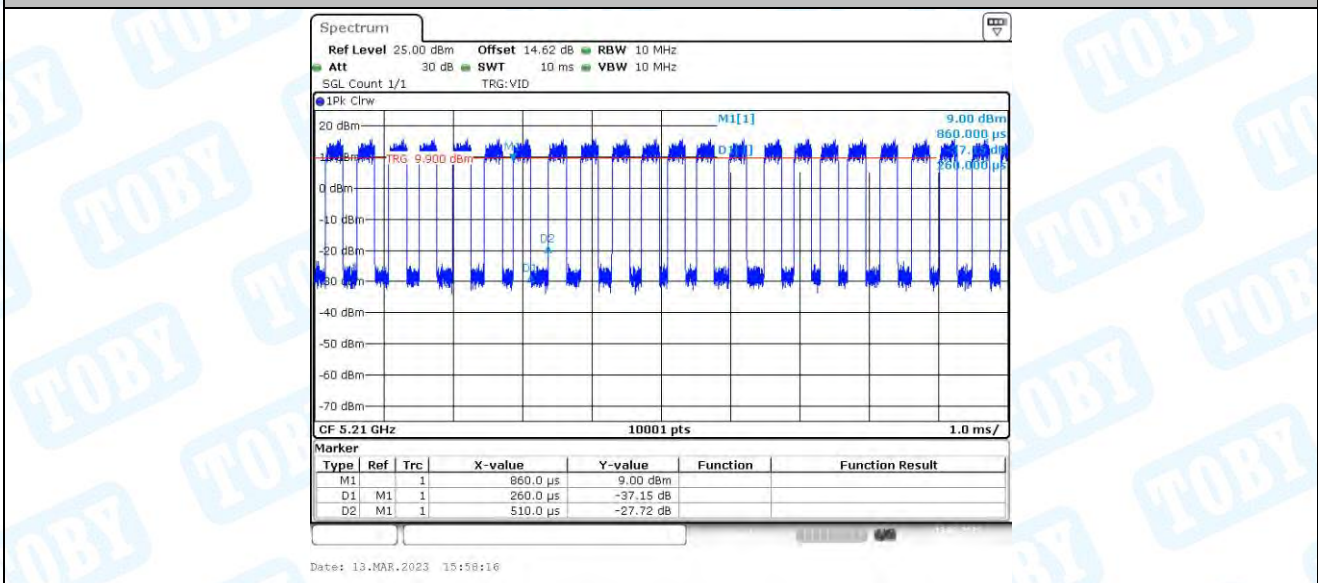 Spectrum
Ref Level 25.00 dBm Offset 14.62 dB RBW 10 MHz
Att 30 dB SWT 10 ms VBW 10 MHz
SGL Count 1/1 TRG:VID
1Pk Clrw
M1[1] 9.00 dBm
860.000 µs
20 dBm
TRG 9.900 dBm
260.000 µs
0 dBm
-10 dBm
D2
-20 dBm
-40 dBm
-50 dBm
-60 dBm
-70 dBm
CF 5.21 GHz 10001 pts 1.0 ms/
Marker
Type Ref Trc X-value Y-value Function Function Result
M1 1 860.0 µs 9.00 dBm
D1 M1 1 260.0 µs -37.15 dB
D2 M1 1 510.0 µs -27.72 dB
Date: 13.MAR.2023 15:58:16
TOBY